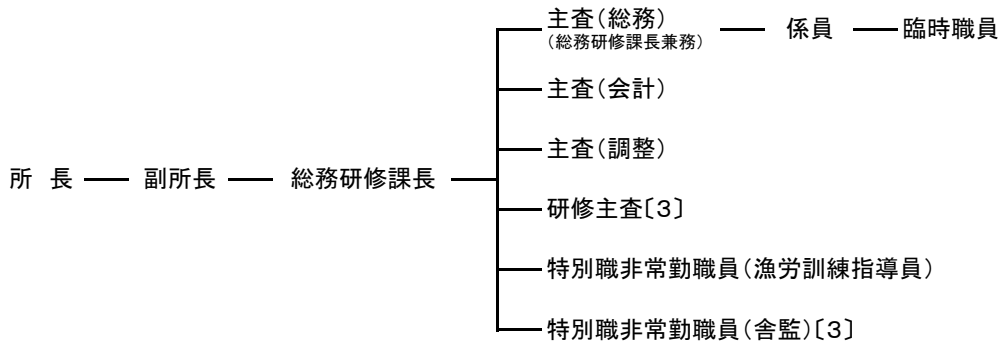 主査（総務）
（総務研修課長兼務）
係員
臨時職員
主査（会計）
主査（調整）
所　長
副所長
総務研修課長
研修主査〔３〕
特別職非常勤職員（漁労訓練指導員）
特別職非常勤職員（舎監）〔３〕